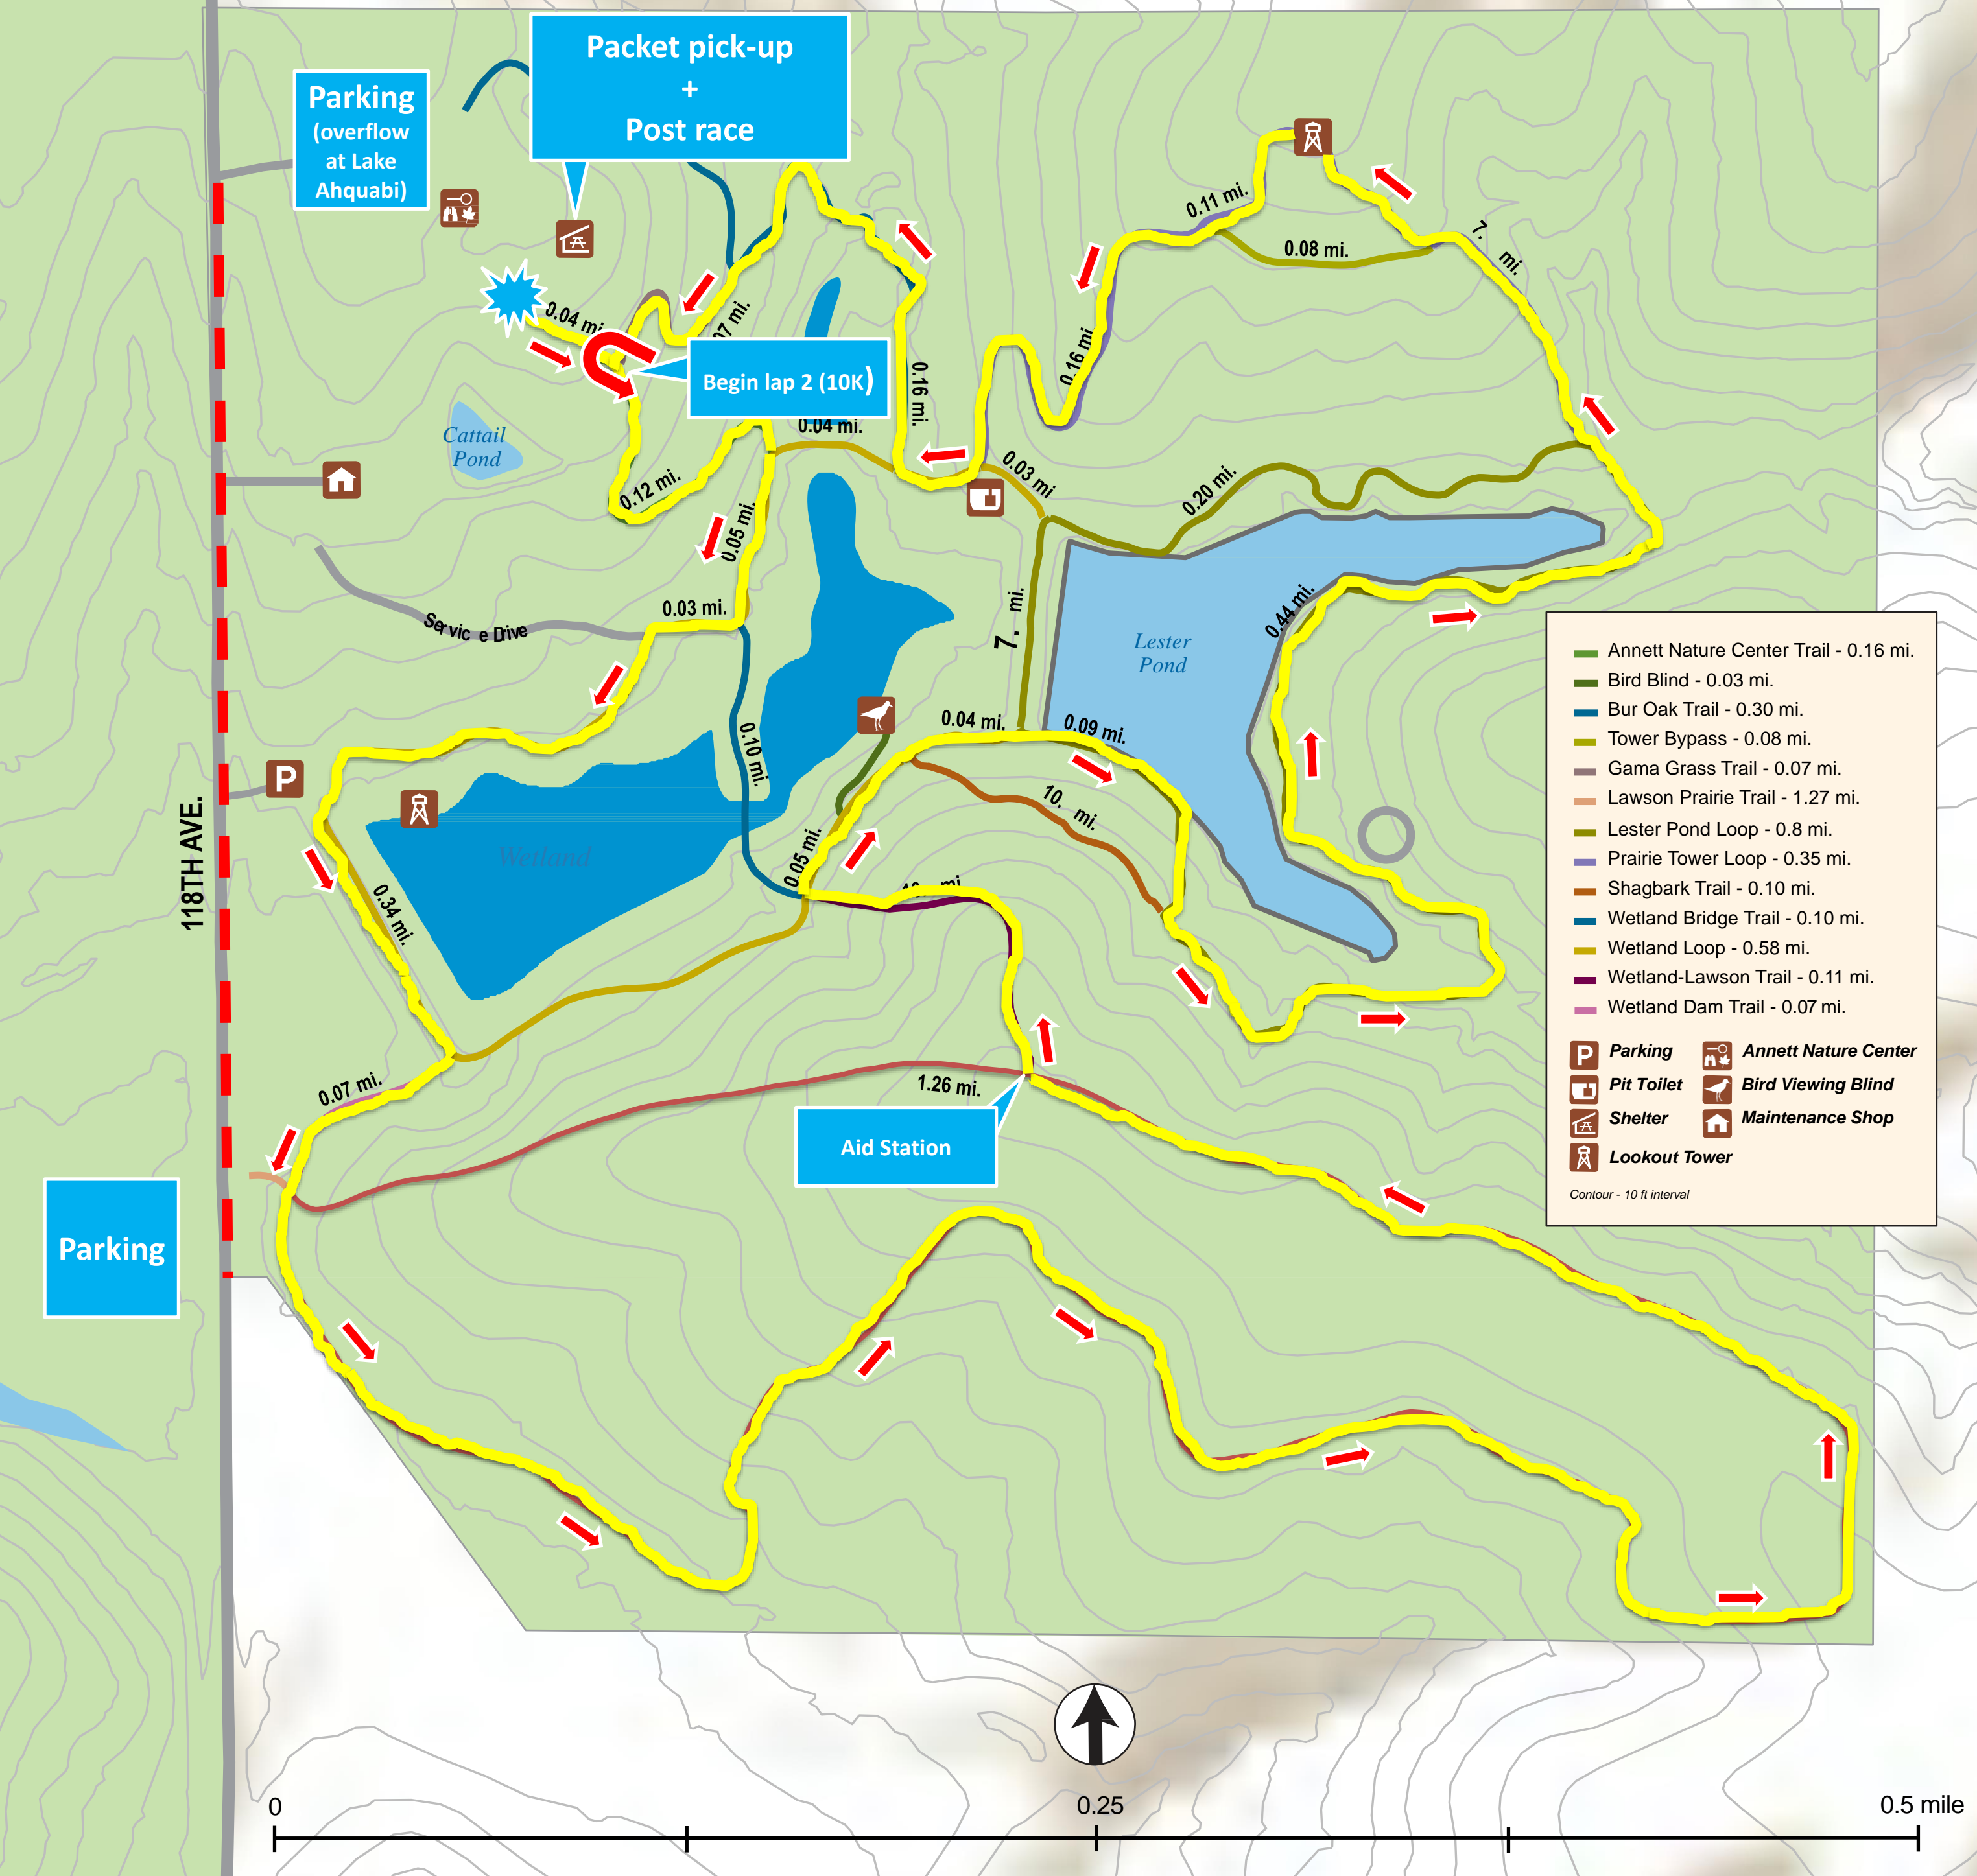 Packet pick-up
+
Post race
Parking
(overflow
at Lake
Ahquabi)
0.11 mi.
0.08 mi.
7. mi.
0.04 mi.
07 mi.
0.16 mi.
0.16 mi.
Begin lap 2 (10K)
0.04 mi.
Cattail
Pond
0.12 mi.
0.03 mi
0.20 mi.
0.05 mi.
0.03 mi.
Service Drive
7. mi.
0.44 mi.
Lester
Pond
0.04 mi.
0.09 mi.
0.10 mi.
P
118TH AVE.
10. mi.
0.05 mi.
Wetland
0.34 mi.
mi.
0.07 mi.
1.26 mi.
Aid Station
Parking
Annett Nature Center Trail - 0.16 mi.
Bird Blind - 0.03 mi.
Bur Oak Trail - 0.30 mi.
Tower Bypass - 0.08 mi.
Gama Grass Trail - 0.07 mi.
Lawson Prairie Trail - 1.27 mi.
Lester Pond Loop - 0.8 mi.
Prairie Tower Loop - 0.35 mi.
Shagbark Trail - 0.10 mi.
Wetland Bridge Trail - 0.10 mi.
Wetland Loop - 0.58 mi.
Wetland-Lawson Trail - 0.11 mi.
Wetland Dam Trail - 0.07 mi.
P Parking Annett Nature Center
Pit Toilet Bird Viewing Blind
Shelter Maintenance Shop
Lookout Tower
Contour - 10 ft interval
0 0.25 0.5 mile